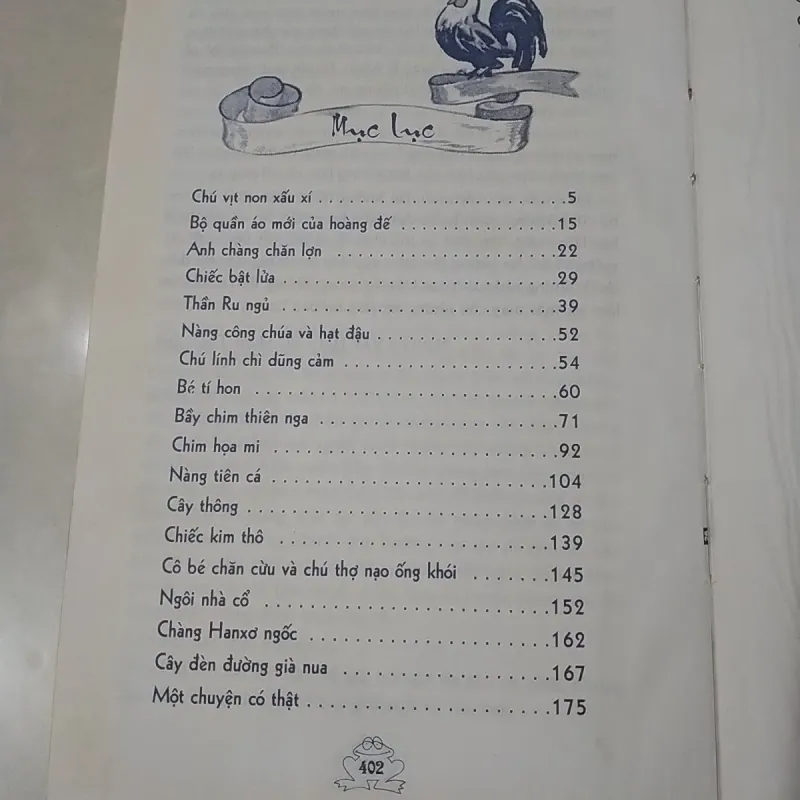 Mục lục
Chú vịt non xấu xí . . . . . . . . . . . . . . . . . . . . . . . . . 5
Bộ quần áo mới của hoàng đế . . . . . . . . . . . . . . . . 15
Anh chàng chăn lợn . . . . . . . . . . . . . . . . . . . . . . . 22
Chiếc bật lửa . . . . . . . . . . . . . . . . . . . . . . . . . . . . 29
Thần Ru ngủ . . . . . . . . . . . . . . . . . . . . . . . . . . . . 39
Nàng công chúa và hạt đậu . . . . . . . . . . . . . . . . . . 52
Chú lính chì dũng cảm . . . . . . . . . . . . . . . . . . . . . 54
Bé tí hon . . . . . . . . . . . . . . . . . . . . . . . . . . . . . . 60
Bầy chim thiên nga . . . . . . . . . . . . . . . . . . . . . . . 71
Chim họa mi . . . . . . . . . . . . . . . . . . . . . . . . . . . 92
Nàng tiên cá . . . . . . . . . . . . . . . . . . . . . . . . . . . 104
Cây thông . . . . . . . . . . . . . . . . . . . . . . . . . . . . . 128
Chiếc kim thô . . . . . . . . . . . . . . . . . . . . . . . . . . 139
Cô bé chăn cừu và chú thợ nạo ống khói . . . . . . . 145
Ngôi nhà cổ . . . . . . . . . . . . . . . . . . . . . . . . . . . 152
Chàng Hanxơ ngốc . . . . . . . . . . . . . . . . . . . . . . 162
Cây đèn đường già nua . . . . . . . . . . . . . . . . . . . 167
Một chuyện có thật . . . . . . . . . . . . . . . . . . . . . . 175
402